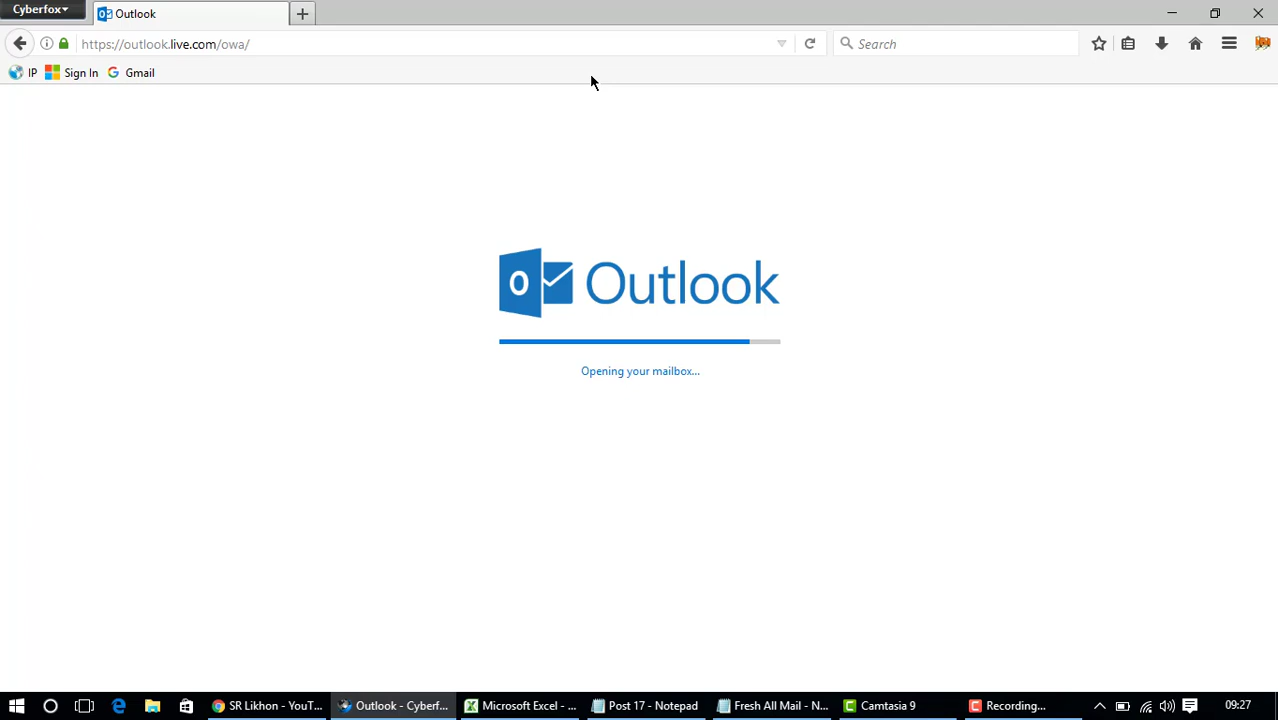 Cyberfox
Outlook
https://outlook.live.com/owa/
Search
IP
Sign In
Gmail
Outlook
Opening your mailbox...
SR Likhon - YouT...
Outlook - Cyberf...
Microsoft Excel - ...
Post 17 - Notepad
Fresh All Mail - N...
Camtasia 9
Recording...
09:27